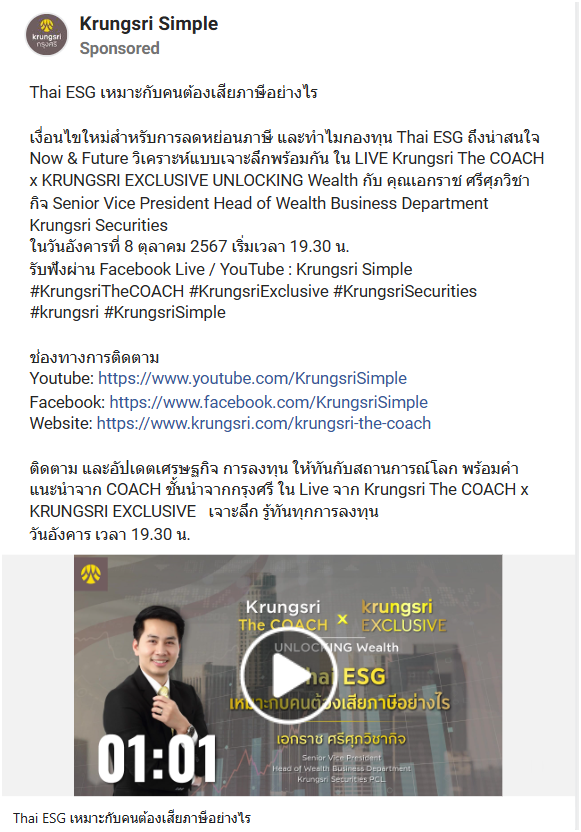 krungsri
กรุงศรี
Krungsri Simple
Sponsored
Thai ESG เหมาะกับคนต้องเสียภาษีอย่างไร
เงื่อนไขใหม่สำหรับการลดหย่อนภาษี และทำไมกองทุน Thai ESG ถึงน่าสนใจ
Now & Future วิเคราะห์แบบเจาะลึกพร้อมกัน ใน LIVE Krungsri The COACH
x KRUNGSRI EXCLUSIVE UNLOCKING Wealth กับ คุณเอกราช ศรีศุภวิชา
กิจ Senior Vice President Head of Wealth Business Department
Krungsri Securities
ในวันอังคารที่ 8 ตุลาคม 2567 เริ่มเวลา 19.30 น.
รับฟังผ่าน Facebook Live / YouTube : Krungsri Simple
#KrungsriTheCOACH #KrungsriExclusive #KrungsriSecurities
#krungsri #KrungsriSimple
ช่องทางการติดตาม
Youtube: https://www.youtube.com/KrungsriSimple
Facebook: https://www.facebook.com/KrungsriSimple
Website: https://www.krungsri.com/krungsri-the-coach
ติดตาม และอัปเดตเศรษฐกิจ การลงทุน ให้ทันกับสถานการณ์โลก พร้อมคำ
แนะนำจาก COACH ชั้นนำจากกรุงศรี ใน Live จาก Krungsri The COACH x
KRUNGSRI EXCLUSIVE เจาะลึก รู้ทันทุกการลงทุน
วันอังคาร เวลา 19.30 น.
Krungsri The COACH x krungsri EXCLUSIVE
UNLOCKING Wealth
Thai ESG
เหมาะกับคนต้องเสียภาษีอย่างไร
เอกราช ศรีศุภวิชากิจ
Senior Vice President
Head of Wealth Business Department
Krungsri Securities PCL.
01:01
Thai ESG เหมาะกับคนต้องเสียภาษีอย่างไร